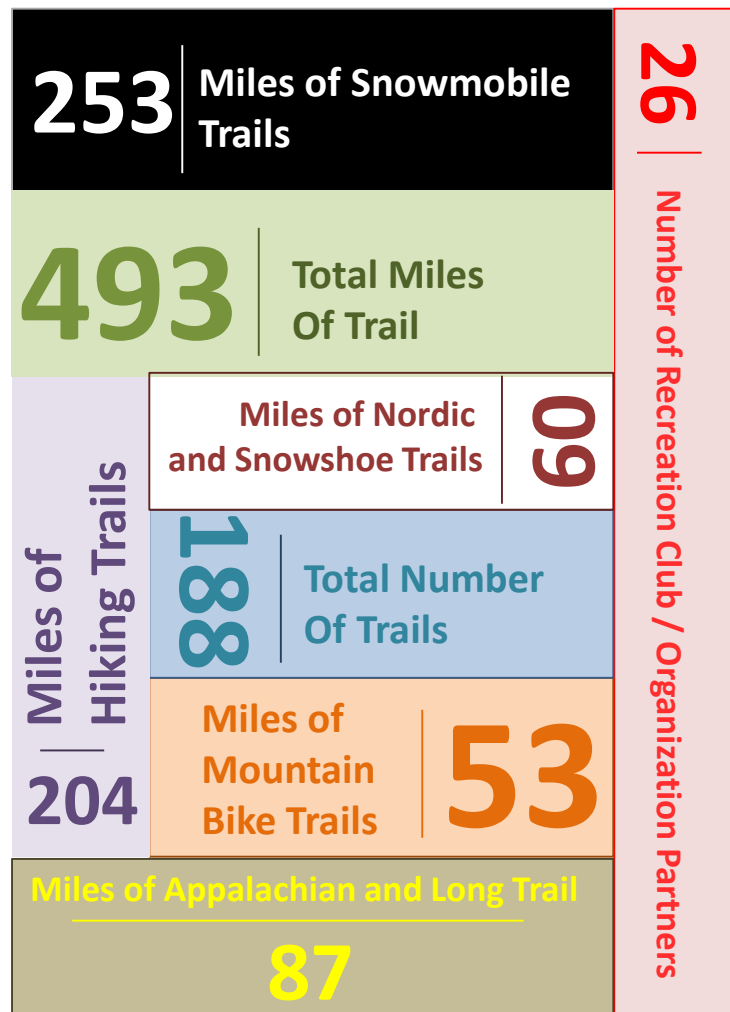 253
Miles of Snowmobile
Trails
26
Number of Recreation Club / Organization Partners
493
Total Miles
Of Trail
Miles of Nordic
and Snowshoe Trails
60
Miles of
Hiking Trails
204
188
Total Number
Of Trails
Miles of
Mountain
Bike Trails
53
Miles of Appalachian and Long Trail
87